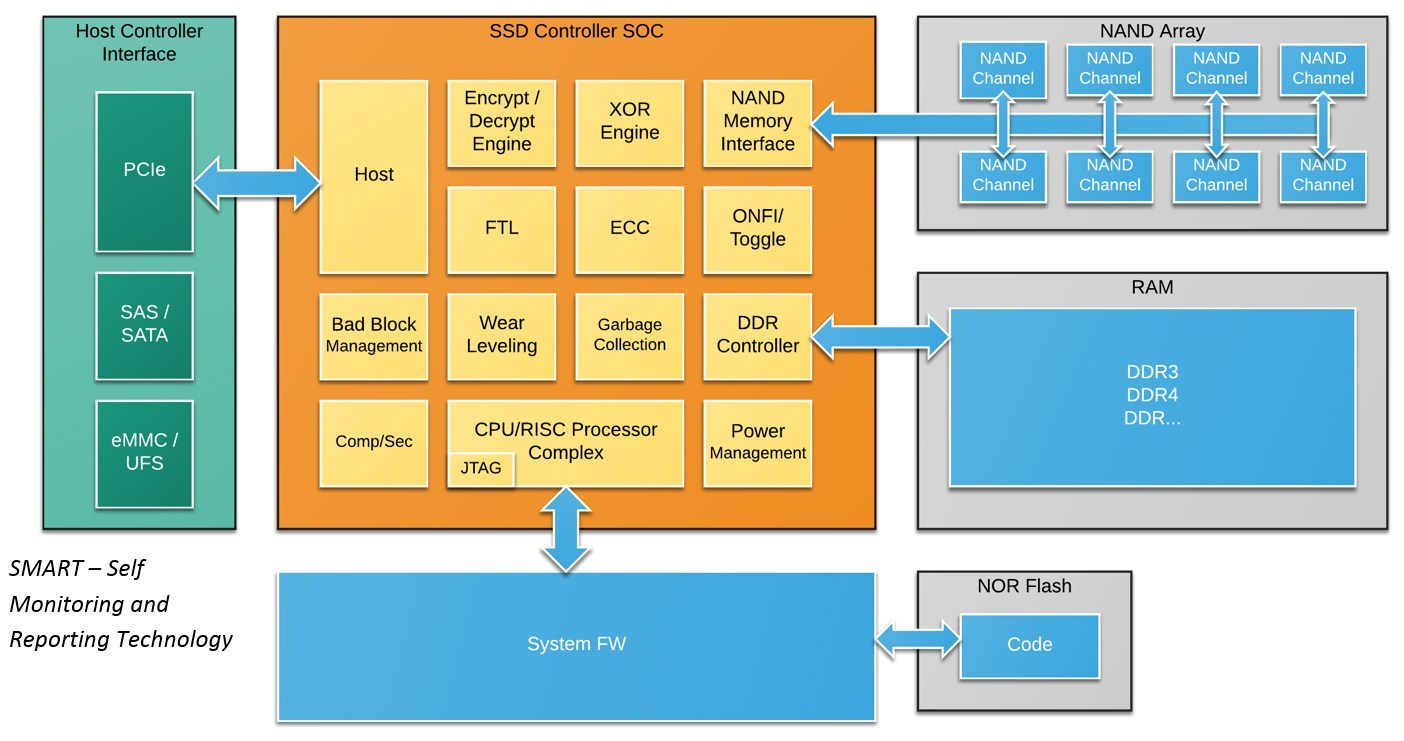 Host Controller
Interface
PCIe
SAS /
SATA
eMMC /
UFS
SMART – Self
Monitoring and
Reporting Technology
SSD Controller SOC
Host
Encrypt /
Decrypt
Engine
XOR
Engine
NAND
Memory
Interface
FTL
ECC
ONFI/
Toggle
Bad Block
Management
Wear
Leveling
Garbage
Collection
DDR
Controller
Comp/Sec
CPU/RISC Processor
Complex
JTAG
Power
Management
System FW
NAND Array
NAND
Channel
NAND
Channel
NAND
Channel
NAND
Channel
NAND
Channel
NAND
Channel
NAND
Channel
NAND
Channel
RAM
DDR3
DDR4
DDR...
NOR Flash
Code